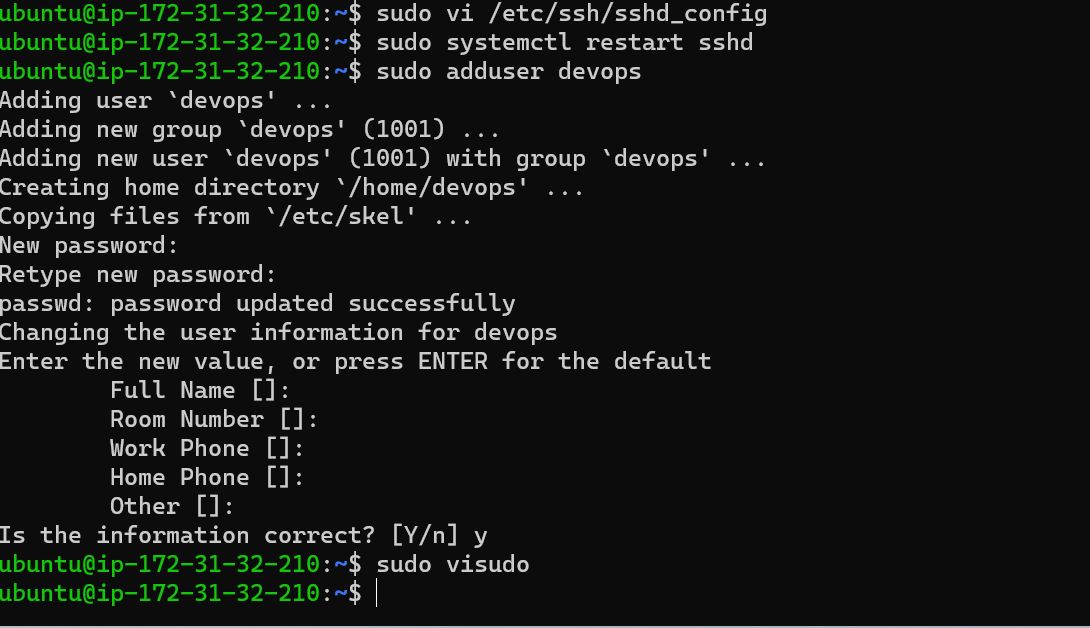 ubuntu@ip-172-31-32-210:~$ sudo vi /etc/ssh/sshd_config
ubuntu@ip-172-31-32-210:~$ sudo systemctl restart sshd
ubuntu@ip-172-31-32-210:~$ sudo adduser devops
Adding user `devops' ...
Adding new group `devops' (1001) ...
Adding new user `devops' (1001) with group `devops' ...
Creating home directory `/home/devops' ...
Copying files from `/etc/skel' ...
New password:
Retype new password:
passwd: password updated successfully
Changing the user information for devops
Enter the new value, or press ENTER for the default
        Full Name []:
        Room Number []:
        Work Phone []:
        Home Phone []:
        Other []:
Is the information correct? [Y/n] y
ubuntu@ip-172-31-32-210:~$ sudo visudo
ubuntu@ip-172-31-32-210:~$